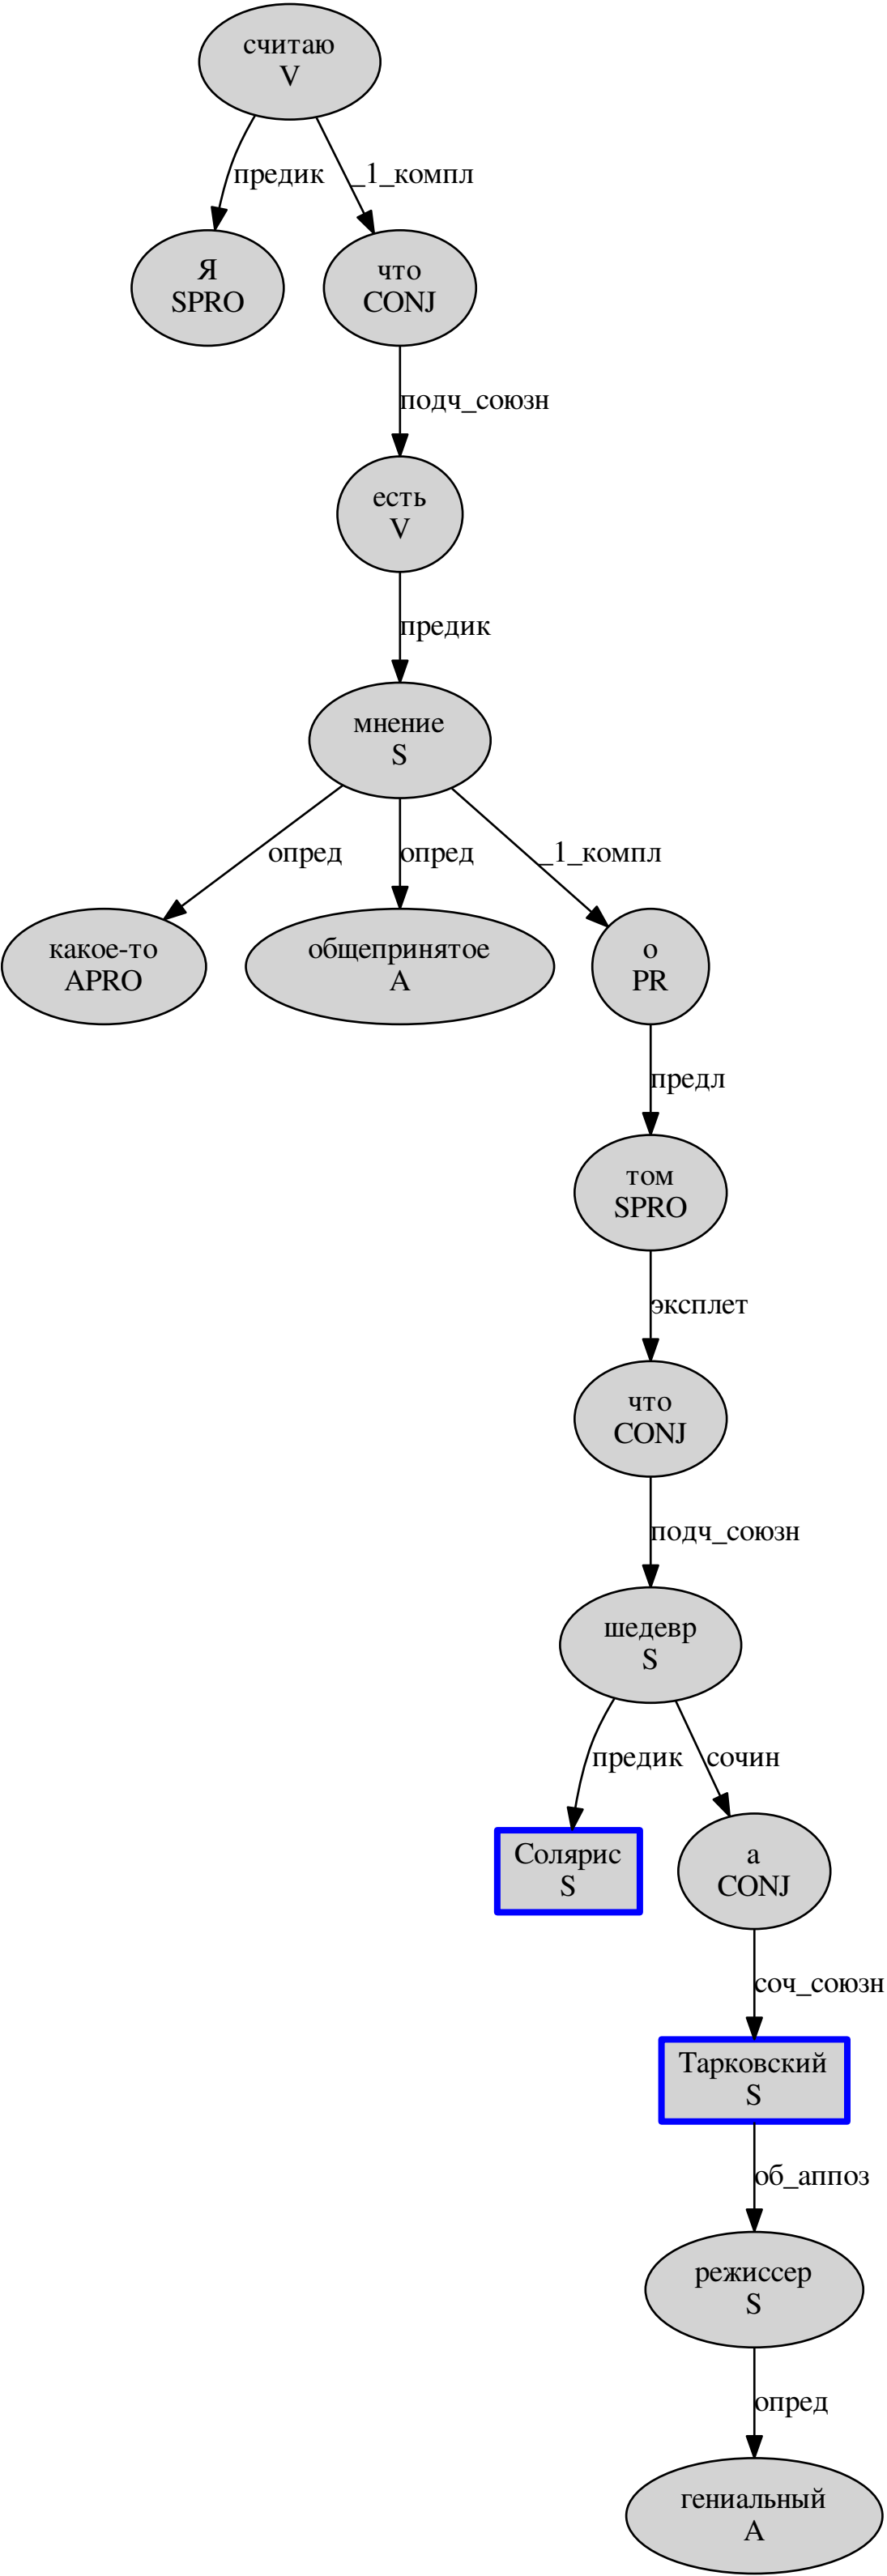 считаю
V
предик
_1_компл
Я
SPRO
что
CONJ
подч_союзн
есть
V
предик
мнение
S
опред
опред
_1_компл
какое-то
APRO
общепринятое
A
о
PR
предл
том
SPRO
эксплет
что
CONJ
подч_союзн
шедевр
S
предик
сочин
Солярис
S
а
CONJ
соч_союзн
Тарковский
S
об_аппоз
режиссер
S
опред
гениальный
A